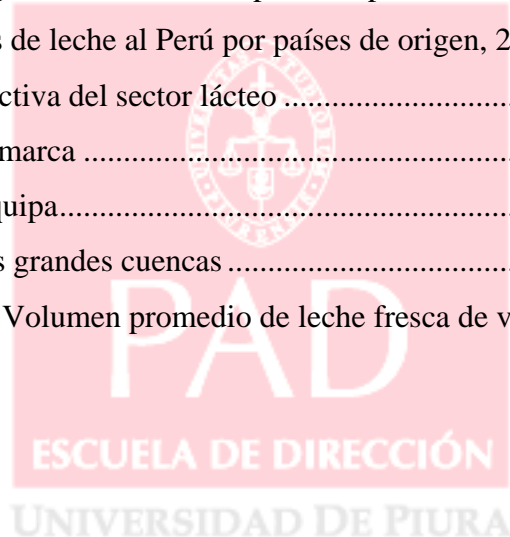 s de leche al Perú por países de origen, 2
ctiva del sector lácteo ........................................
marca ........................................................................
quipa............................................................................
s grandes cuencas ................................................
Volumen promedio de leche fresca de v
PAD
ESCUELA DE DIRECCIÓN
UNIVERSIDAD DE PIURA